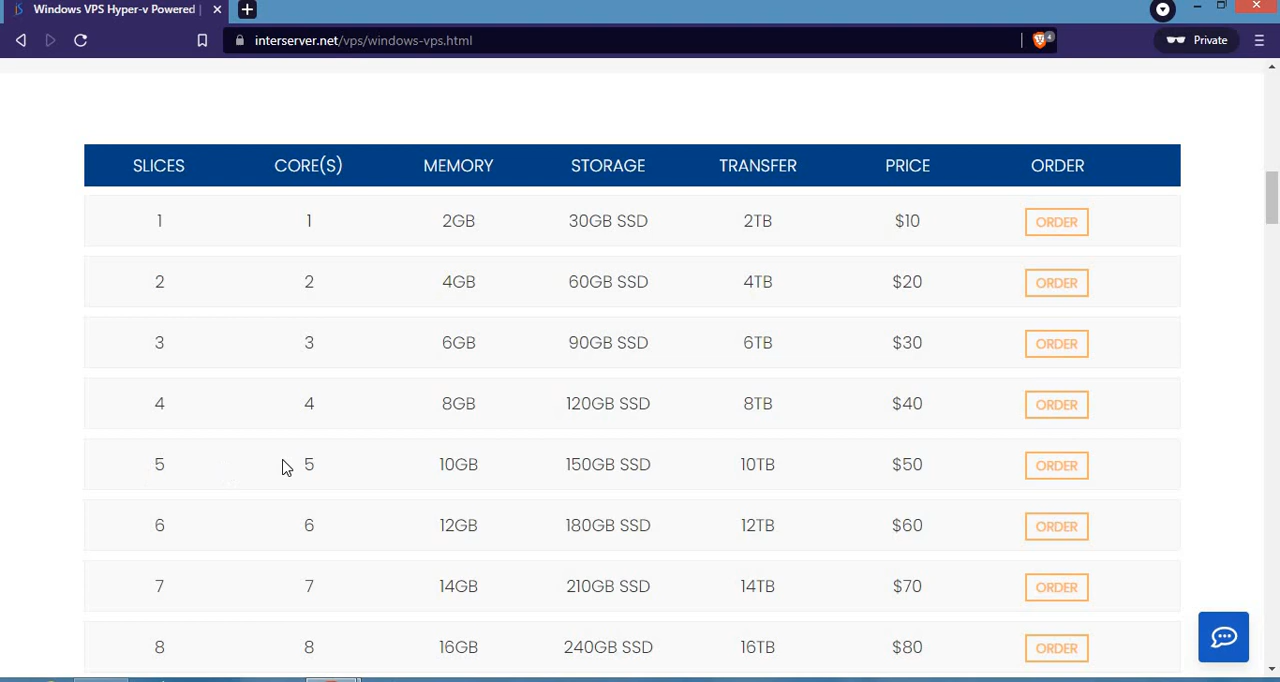 Windows VPS Hyper-v Powered
interserver.net/vps/windows-vps.html
4
Private
SLICES CORE(S) MEMORY STORAGE TRANSFER PRICE ORDER
1 1 2GB 30GB SSD 2TB $10 ORDER
2 2 4GB 60GB SSD 4TB $20 ORDER
3 3 6GB 90GB SSD 6TB $30 ORDER
4 4 8GB 120GB SSD 8TB $40 ORDER
5 5 10GB 150GB SSD 10TB $50 ORDER
6 6 12GB 180GB SSD 12TB $60 ORDER
7 7 14GB 210GB SSD 14TB $70 ORDER
8 8 16GB 240GB SSD 16TB $80 ORDER